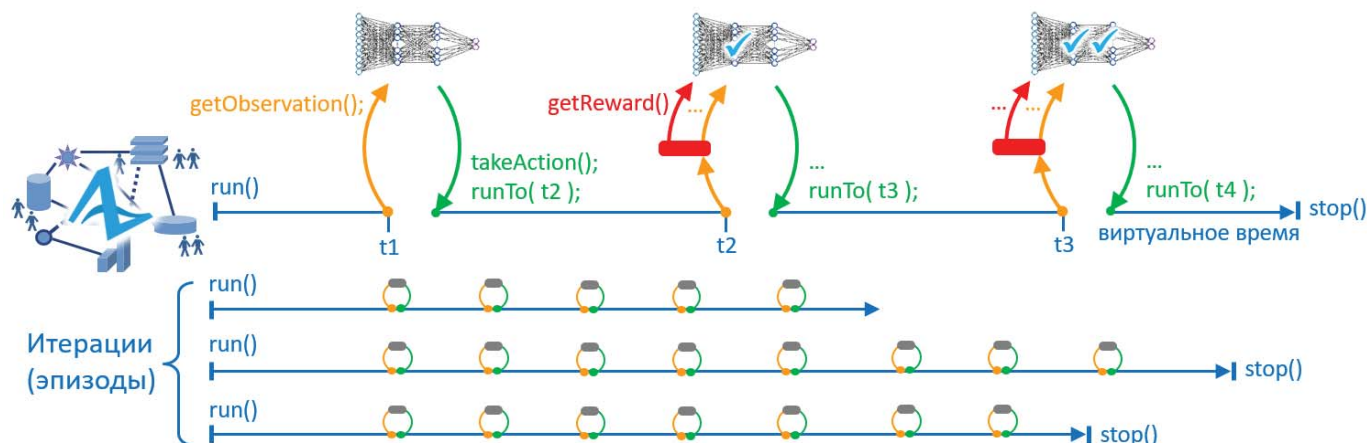 getObservation();
getReward()
...
...
...
takeAction();
...
...
run()
runTo( t2 );
runTo( t3 );
runTo( t4 );
stop()
t1
t2
t3
виртуальное время
run()
Итерации
(эпизоды)
run()
stop()
run()
stop()